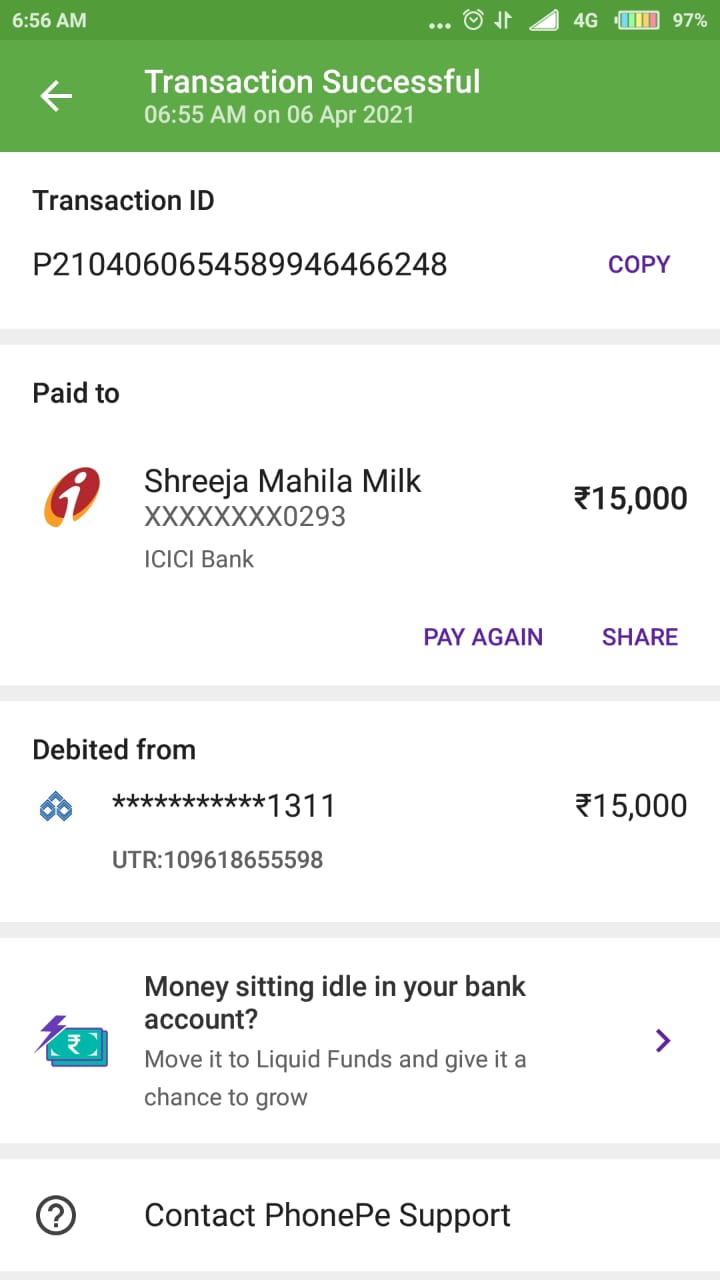 6:56 AM
... 4G 97%
Transaction Successful
06:55 AM on 06 Apr 2021
Transaction ID
P2104060654589946466248 COPY
Paid to
Shreeja Mahila Milk ₹15,000
XXXXXXXX0293
ICICI Bank
PAY AGAIN SHARE
Debited from
***********1311 ₹15,000
UTR:109618655598
Money sitting idle in your bank
account?
Move it to Liquid Funds and give it a
chance to grow
Contact PhonePe Support